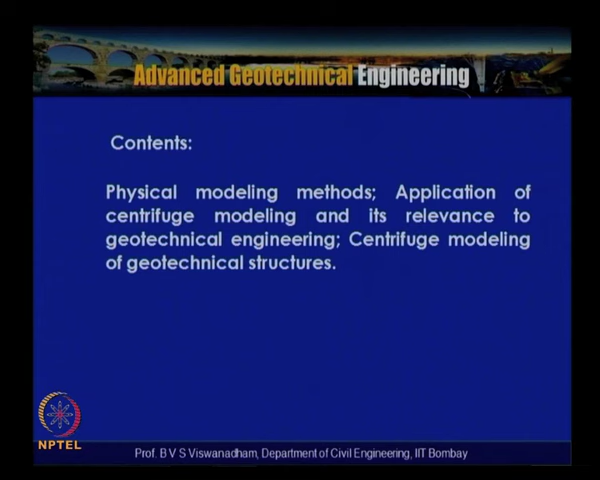 Advanced Geotechnical Engineering
Contents:
Physical modeling methods; Application of
centrifuge modeling and its relevance to
geotechnical engineering; Centrifuge modeling
of geotechnical structures.
NPTEL
Prof. B V S Viswanadham, Department of Civil Engineering, IIT Bombay